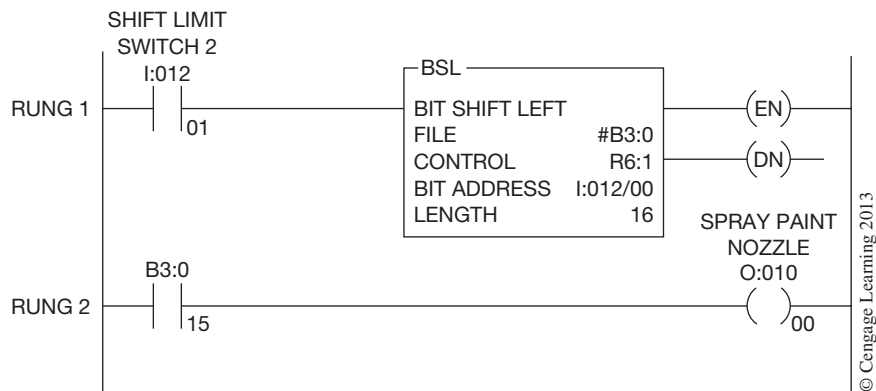 SHIFT LIMIT
SWITCH 2
I:012
01
RUNG 1
BSL
BIT SHIFT LEFT
FILE #B3:0
CONTROL R6:1
BIT ADDRESS I:012/00
LENGTH 16
EN
DN
SPRAY PAINT
NOZZLE
O:010
00
RUNG 2
B3:0
15
© Cengage Learning 2013